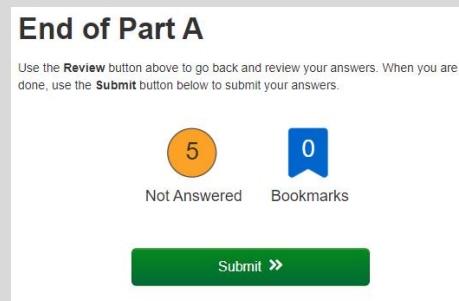 End of Part A
Use the Review button above to go back and review your answers. When you are
done, use the Submit button below to submit your answers.
5
0
Not Answered
Bookmarks
Submit »